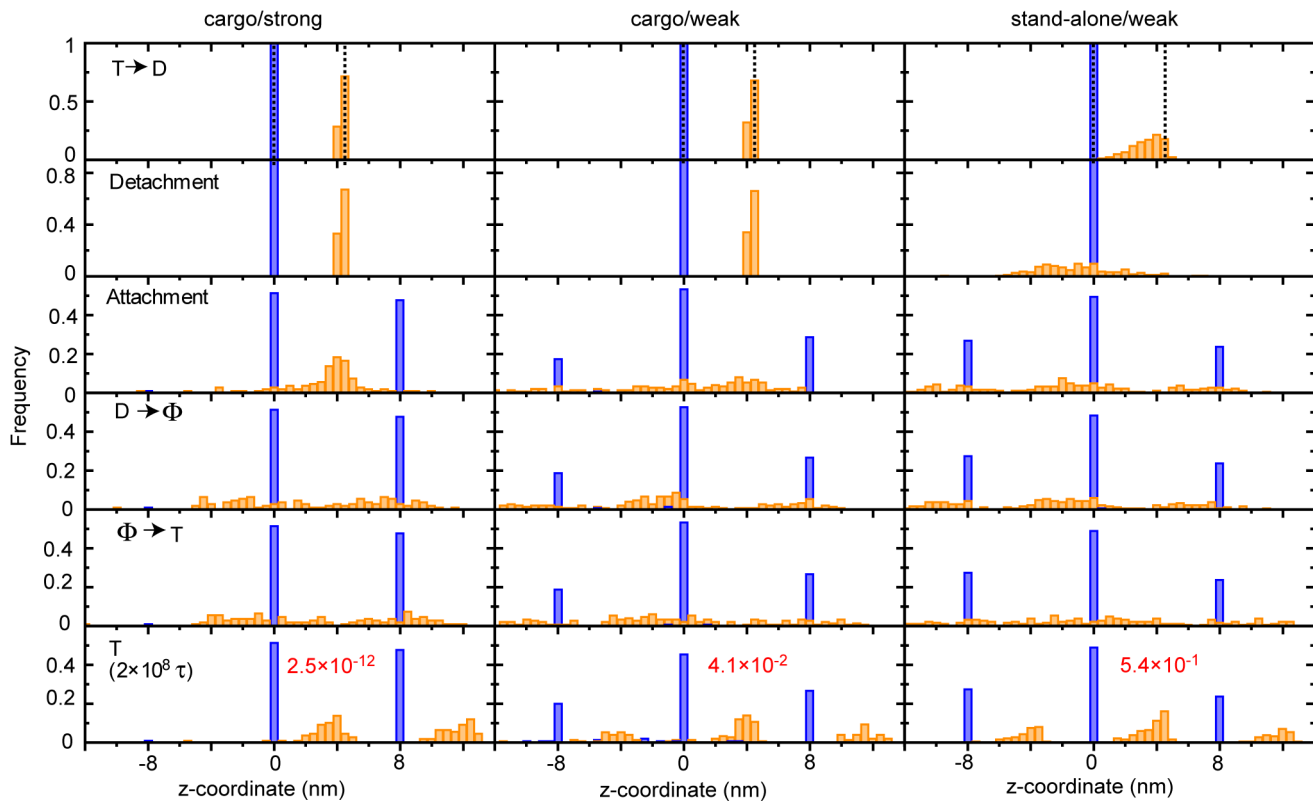 cargo/strong cargo/weak stand-alone/weak
1
T→D
0.5
0
0.8
Detachment
0.4
0
Attachment
0.4
0.2
0
D→Φ
0.4
0.2
0
Φ→T
0.4
0.2
0
T
(2×10⁸ τ)
2.5×10⁻¹² 4.1×10⁻² 5.4×10⁻¹
0.4
0.2
0
-8 0 8 -8 0 8 -8 0 8
z-coordinate (nm) z-coordinate (nm) z-coordinate (nm)
Frequency